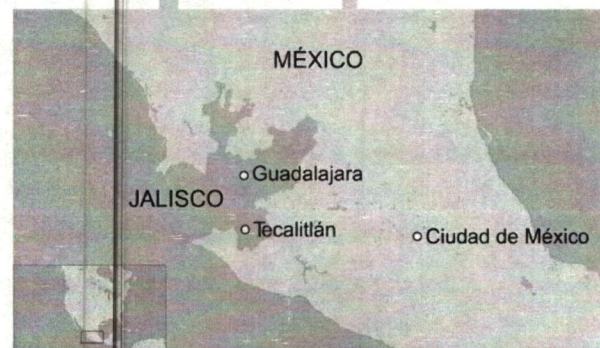 MÉXICO
Guadalajara
JALISCO
Tecalitlán
Ciudad de México